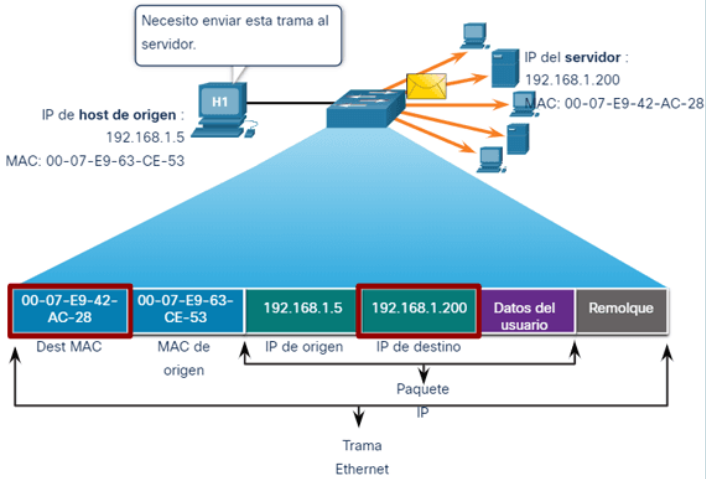 Necesito enviar esta trama al
servidor.
H1
IP de host de origen :
192.168.1.5
MAC: 00-07-E9-63-CE-53
IP del servidor :
192.168.1.200
MAC: 00-07-E9-42-AC-28
00-07-E9-42-
AC-28
00-07-E9-63-
CE-53
192.168.1.5
192.168.1.200
Datos del
usuario
Remolque
Dest MAC
MAC de
origen
IP de origen
IP de destino
Paquete
IP
Trama
Ethernet